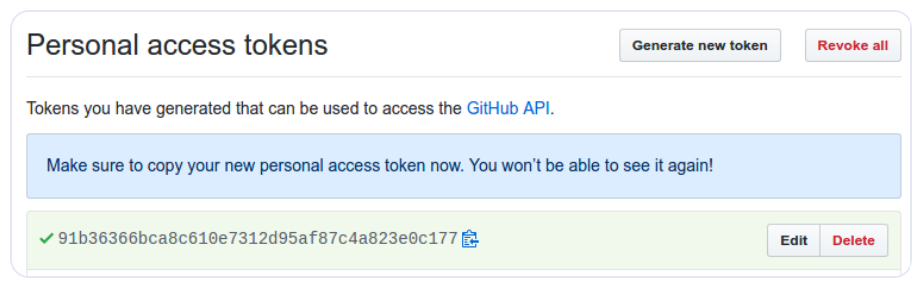 Personal access tokens
Generate new token
Revoke all
Tokens you have generated that can be used to access the GitHub API.
Make sure to copy your new personal access token now. You won’t be able to see it again!
91b36366bca8c610e7312d95af87c4a823e0c177
Edit
Delete